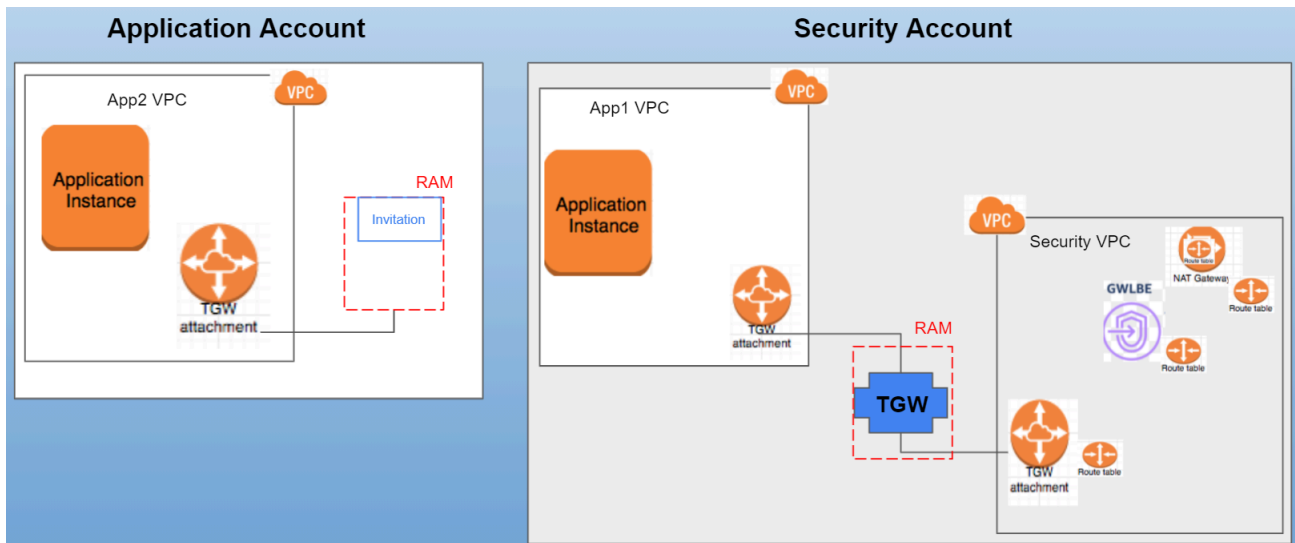 Application Account
Security Account
App2 VPC
VPC
Application
Instance
RAM
Invitation
TGW
attachment
App1 VPC
VPC
Application
Instance
TGW
attachment
RAM
TGW
VPC
Security VPC
Route table
NAT Gateway
Route table
GWLBE
Route table
TGW
attachment
Route table